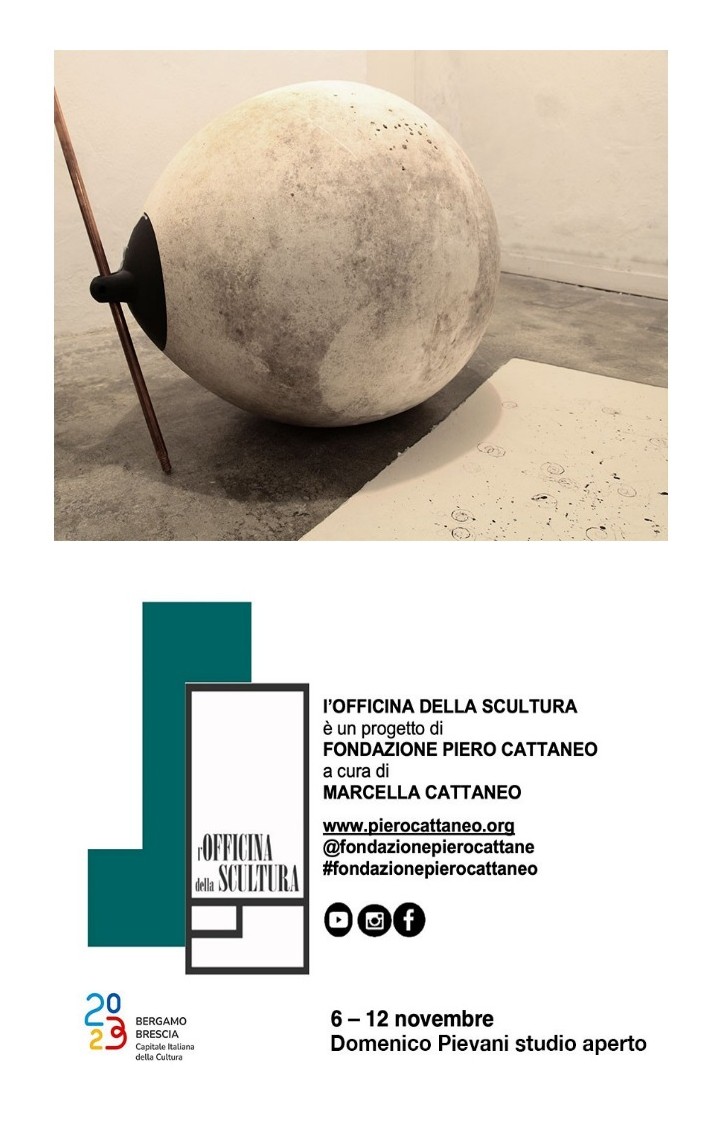 l'OFFICINA DELLA SCULTURA
è un progetto di
FONDAZIONE PIERO CATTANEO
a cura di
MARCELLA CATTANEO
www.pierocattaneo.org
@fondazionepierocattane
#fondazionepierocattaneo
l'OFFICINA
della SCULTURA
2023
BERGAMO
BRESCIA
Capitale Italiana
della Cultura
6 – 12 novembre
Domenico Pievani studio aperto